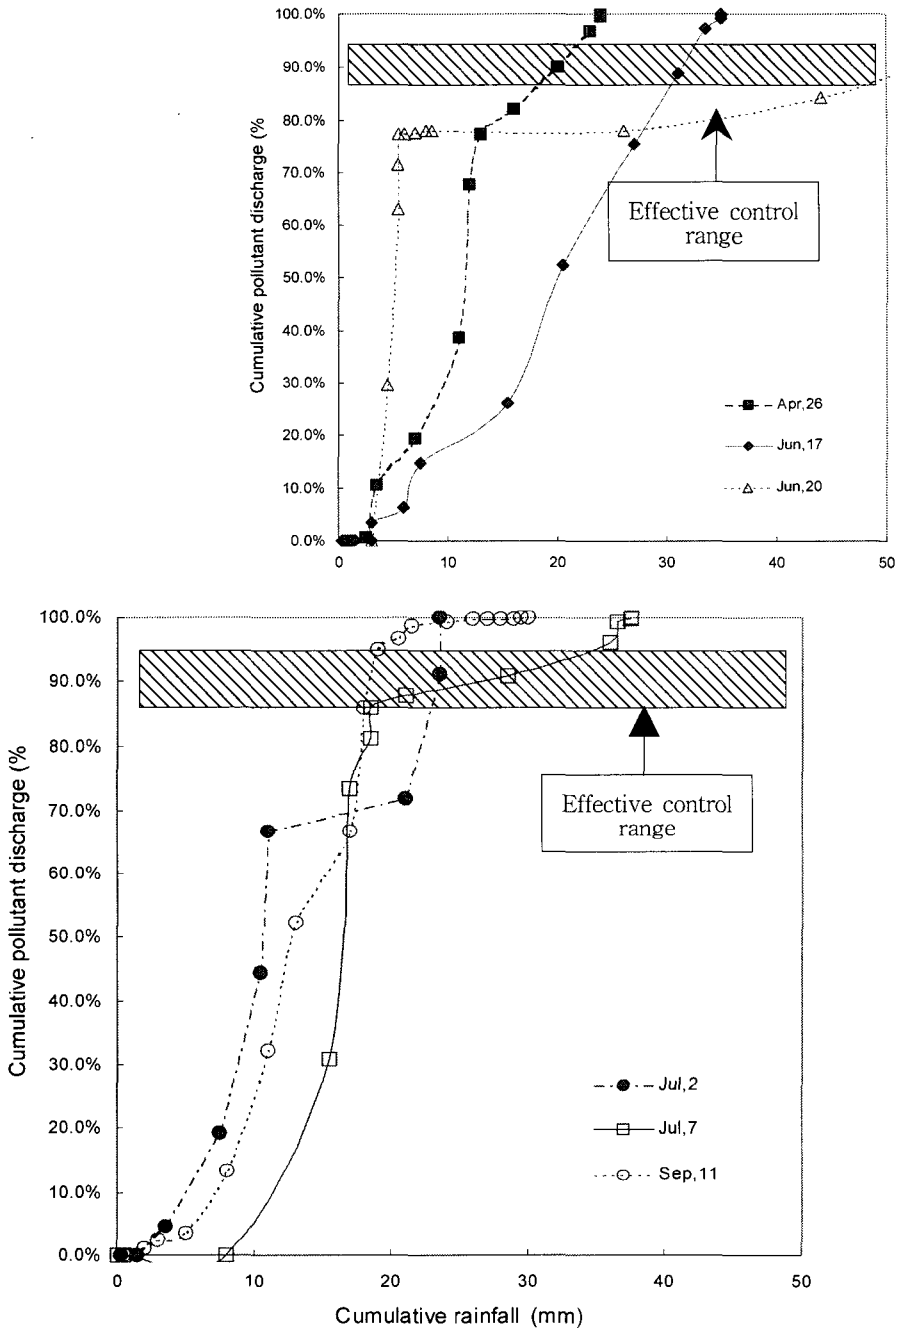 100.0%
90.0%
80.0%
70.0%
60.0%
50.0%
40.0%
30.0%
20.0%
10.0%
0.0%
Cumulative pollutant discharge (%
Effective control
range
Apr,26
Jun,17
Jun,20
0
10
20
30
40
50
100.0%
90.0%
80.0%
70.0%
60.0%
50.0%
40.0%
30.0%
20.0%
10.0%
0.0%
Cumulative pollutant discharge (%
Effective control
range
Jul,2
Jul,7
Sep,11
0
10
20
30
40
50
Cumulative rainfall (mm)